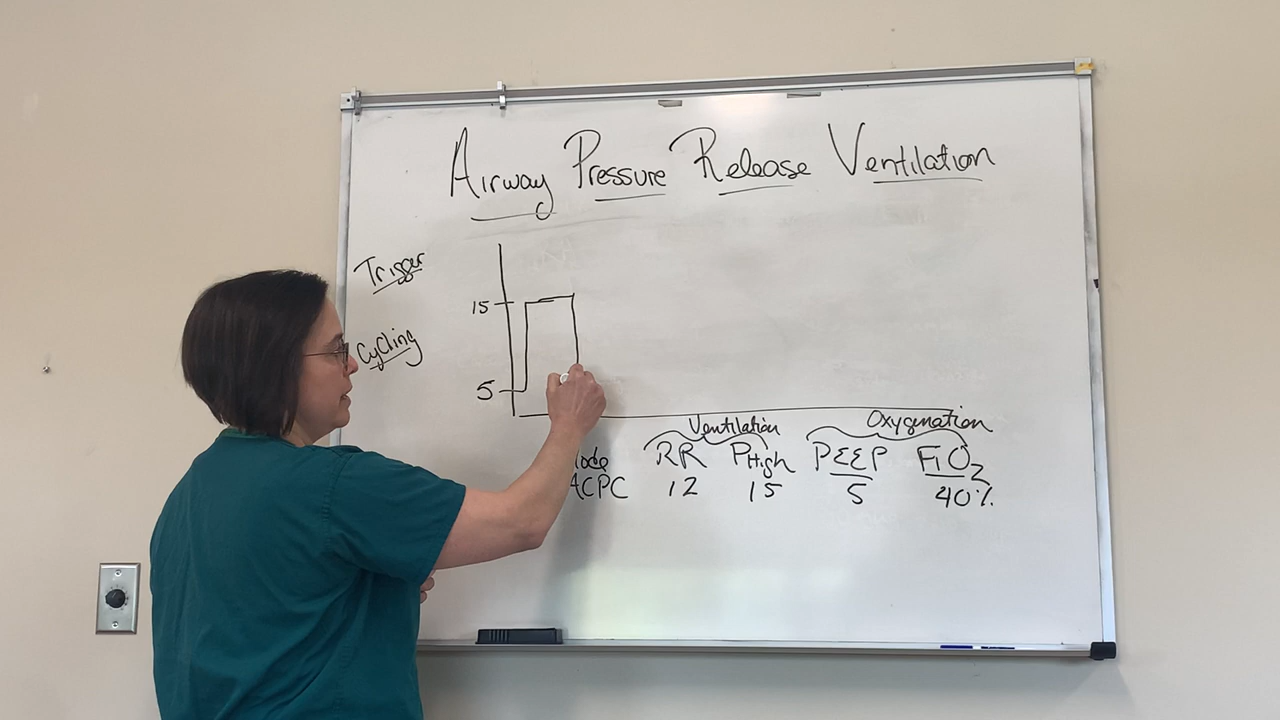 Airway Pressure Release Ventilation
Trigger
15
Cycling
5
Ventilation Oxygenation
RR PHigh PEEP FiO2
ACPC 12 15 5 40%